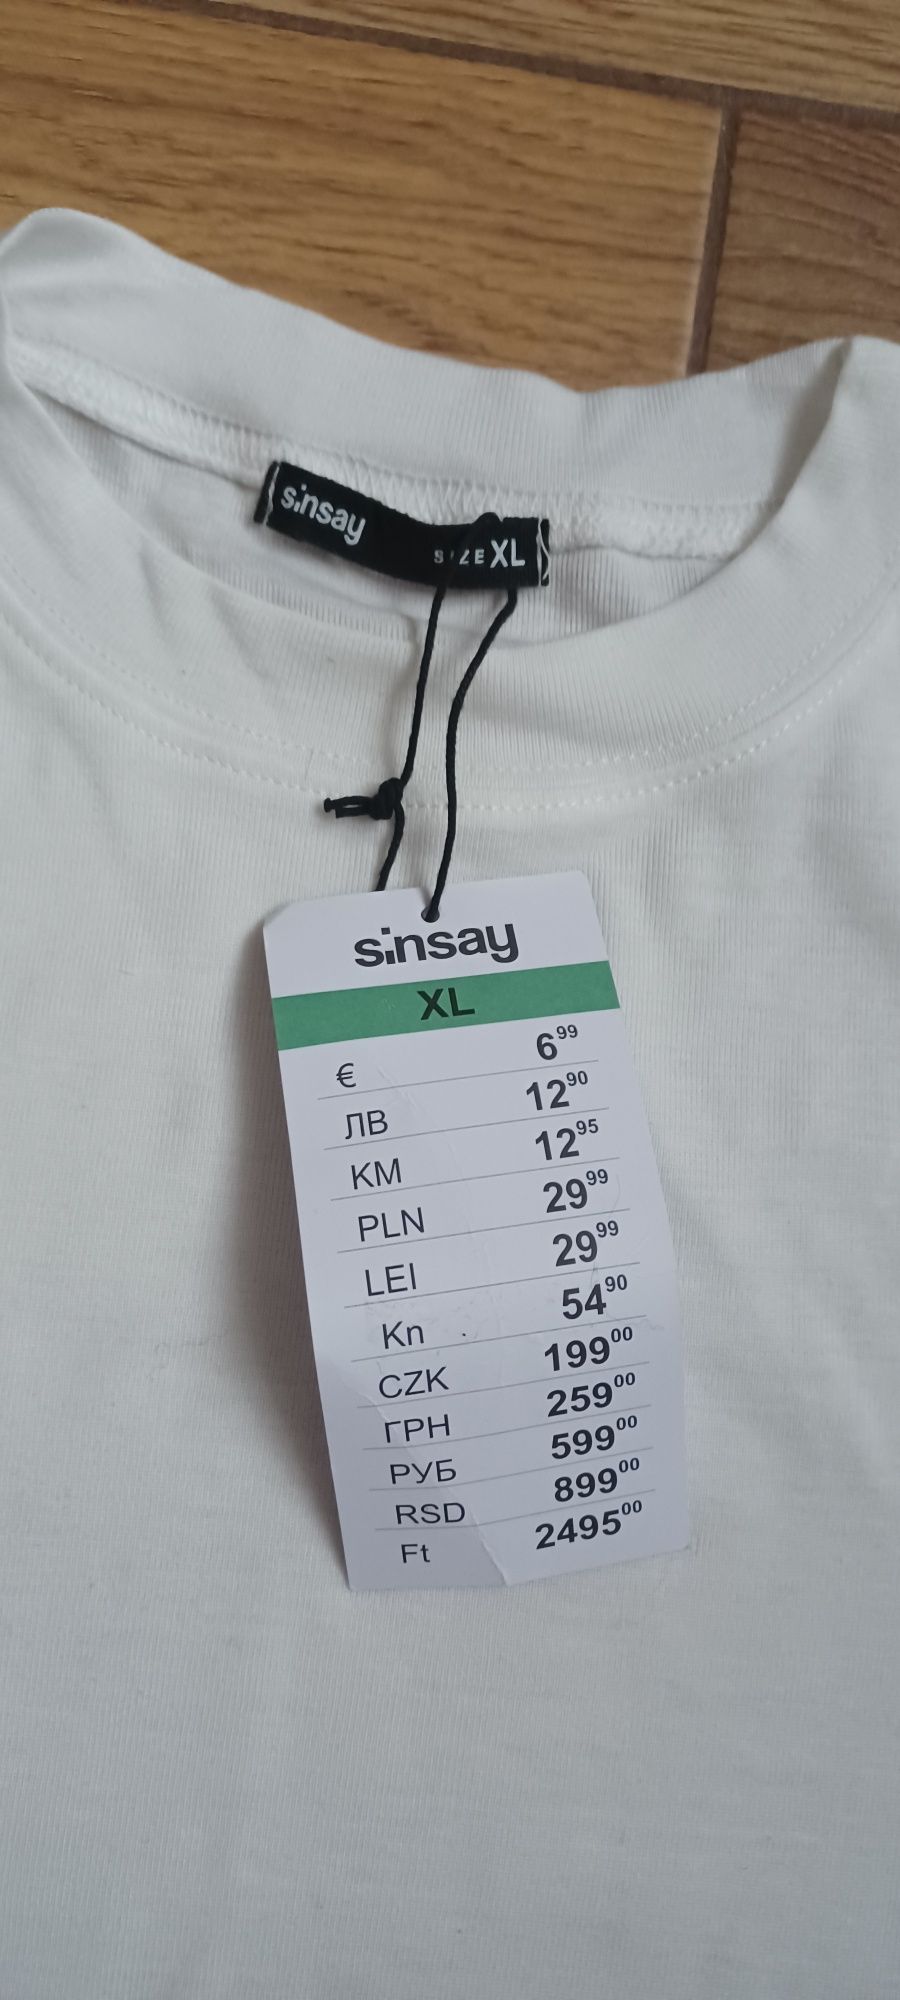 sinsay
SIZE XL
sinsay
XL
€ 6⁹⁹
ЛВ 12⁹⁰
KM 12⁹⁵
PLN 29⁹⁹
LEI 29⁹⁹
Kn 54⁹⁰
CZK 199⁰⁰
ГРН 259⁰⁰
РУБ 599⁰⁰
RSD 899⁰⁰
Ft 2495⁰⁰